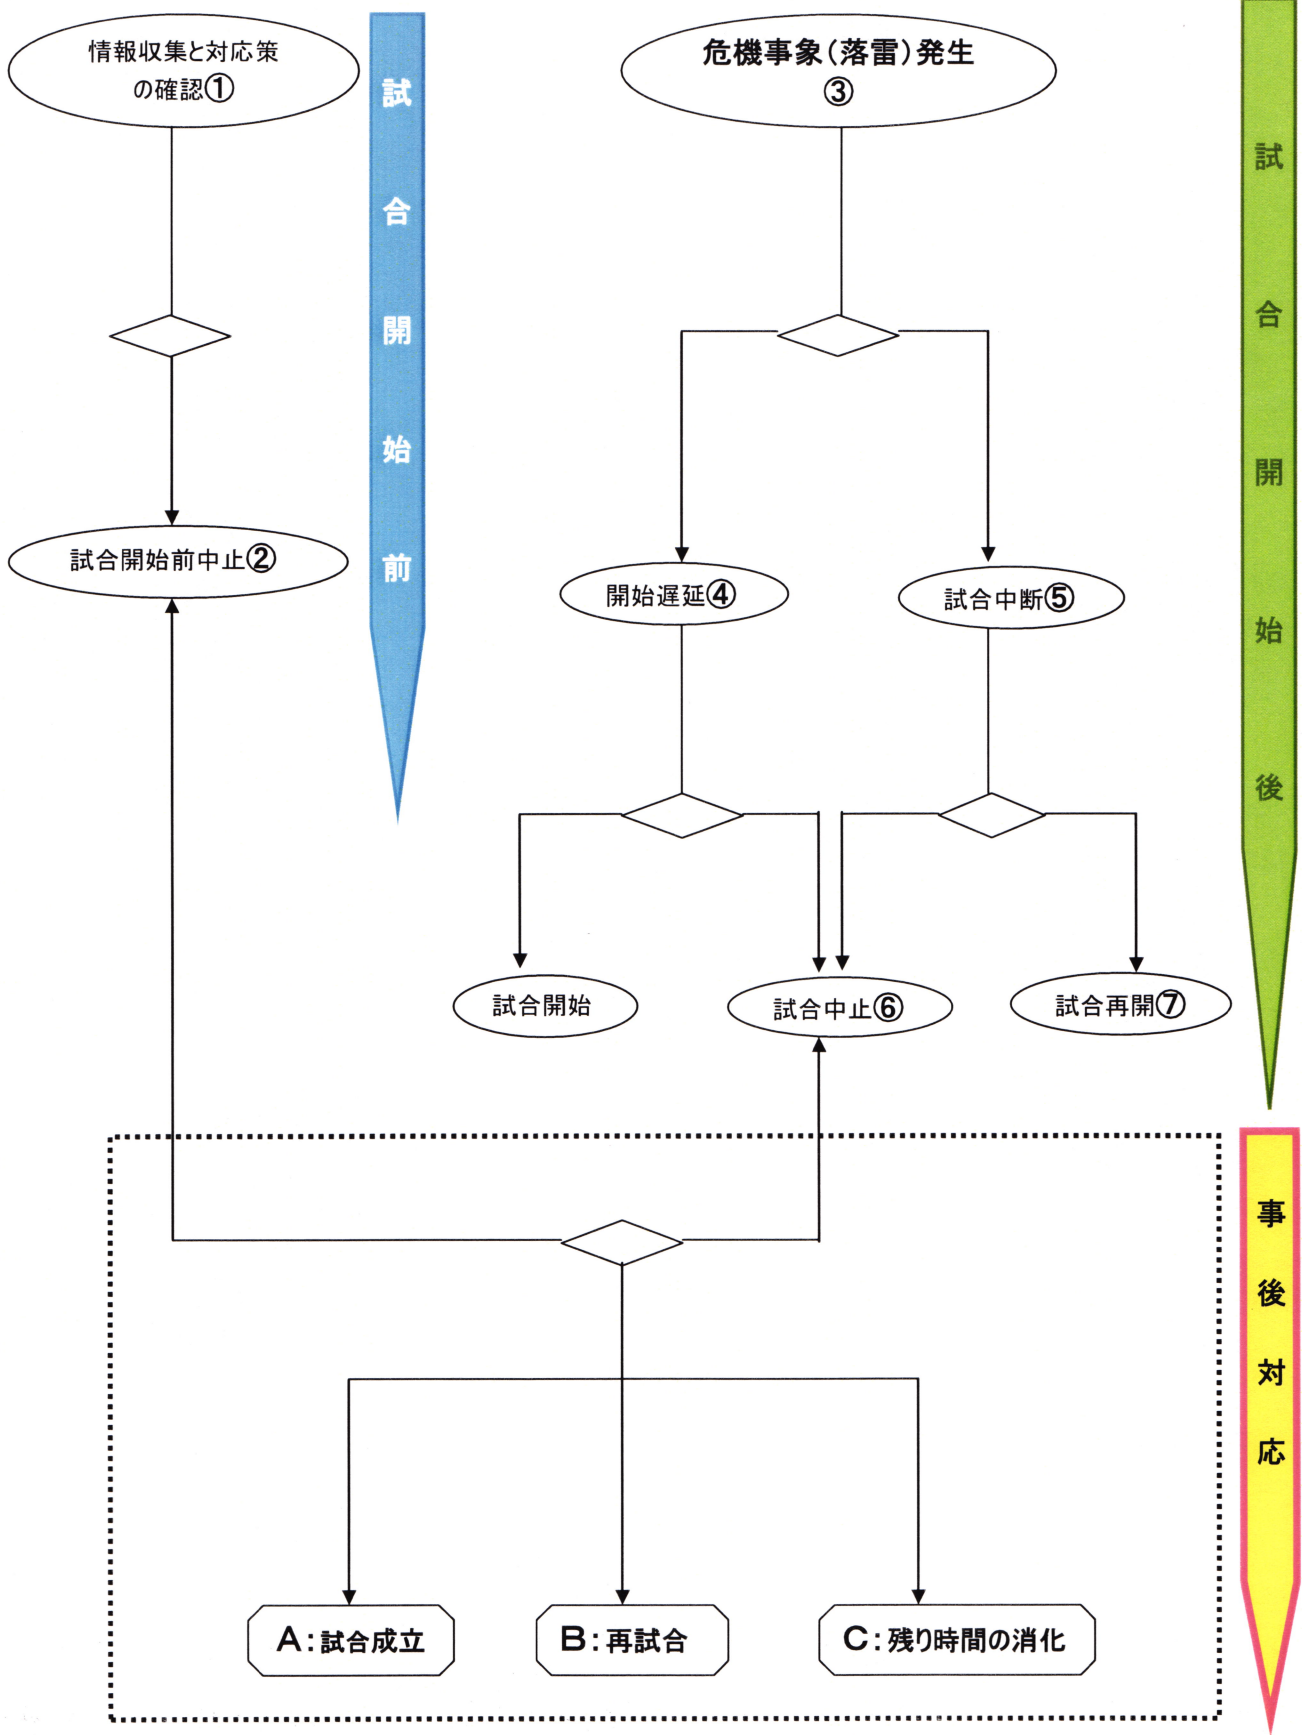 情報収集と対応策
の確認①
危機事象(落雷)発生
③
試合開始前
試合開始後
試合開始前中止②
開始遅延④
試合中断⑤
試合開始
試合中止⑥
試合再開⑦
事後対応
A:試合成立
B:再試合
C:残り時間の消化